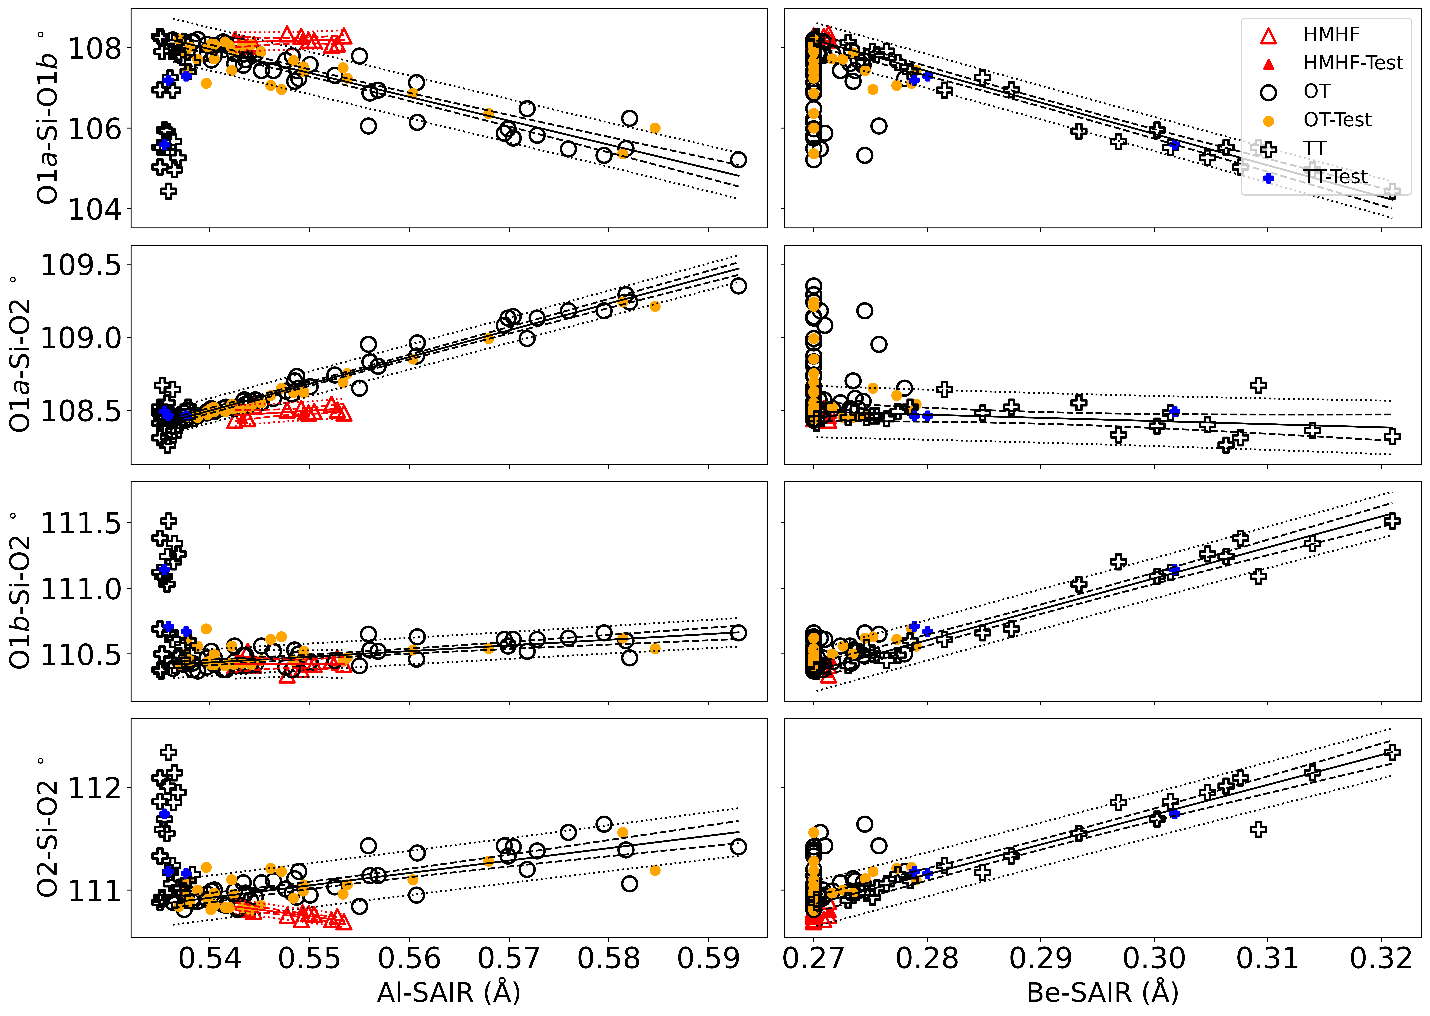 O1a-Si-O1b °
108
106
104
HMHF
HMHF-Test
OT
OT-Test
TT
TT-Test
O1a-Si-O2 °
109.5
109.0
108.5
O1b-Si-O2 °
111.5
111.0
110.5
O2-Si-O2 °
112
111
0.54 0.55 0.56 0.57 0.58 0.59
0.27 0.28 0.29 0.30 0.31 0.32
Al-SAIR (Å)
Be-SAIR (Å)